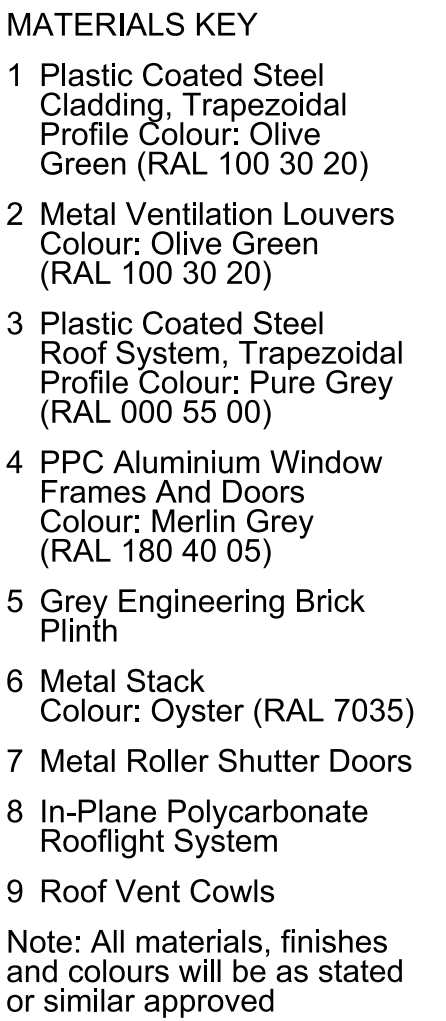 MATERIALS KEY
1 Plastic Coated Steel
Cladding, Trapezoidal
Profile Colour: Olive
Green (RAL 100 30 20)
2 Metal Ventilation Louvers
Colour: Olive Green
(RAL 100 30 20)
3 Plastic Coated Steel
Roof System, Trapezoidal
Profile Colour: Pure Grey
(RAL 000 55 00)
4 PPC Aluminium Window
Frames And Doors
Colour: Merlin Grey
(RAL 180 40 05)
5 Grey Engineering Brick
Plinth
6 Metal Stack
Colour: Oyster (RAL 7035)
7 Metal Roller Shutter Doors
8 In-Plane Polycarbonate
Rooflight System
9 Roof Vent Cowls
Note: All materials, finishes
and colours will be as stated
or similar approved